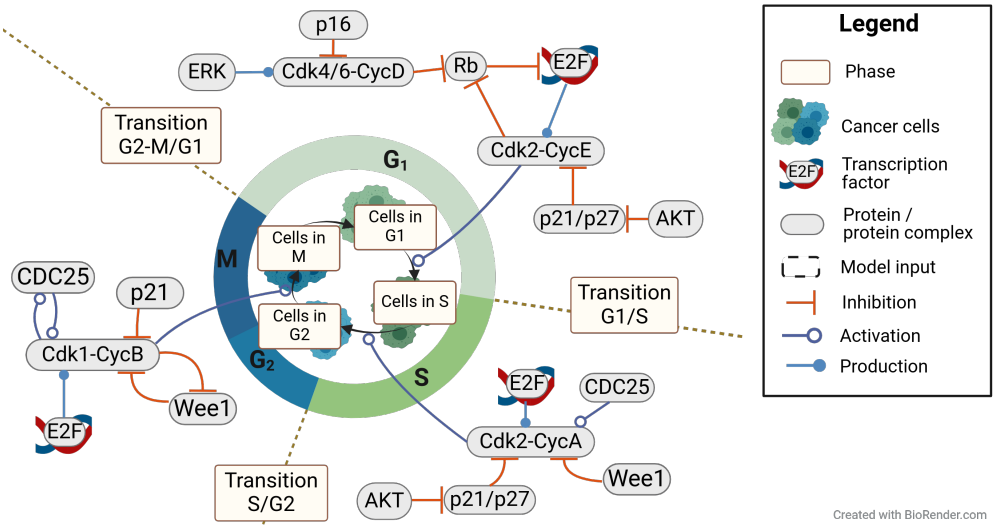 p16
ERK
Cdk4/6-CycD
Rb
E2F
Transition
G2-M/G1
Cdk2-CycE
p21/p27
AKT
G₁
M
G₂
S
Cells in
G1
Cells in
M
Cells in S
Cells in
G2
Transition
G1/S
CDC25
p21
Cdk1-CycB
Wee1
E2F
Transition
S/G2
E2F
CDC25
Cdk2-CycA
Wee1
AKT
p21/p27
Legend
Phase
Cancer cells
E2F
Transcription
factor
Protein /
protein complex
Model input
Inhibition
Activation
Production
Created with BioRender.com